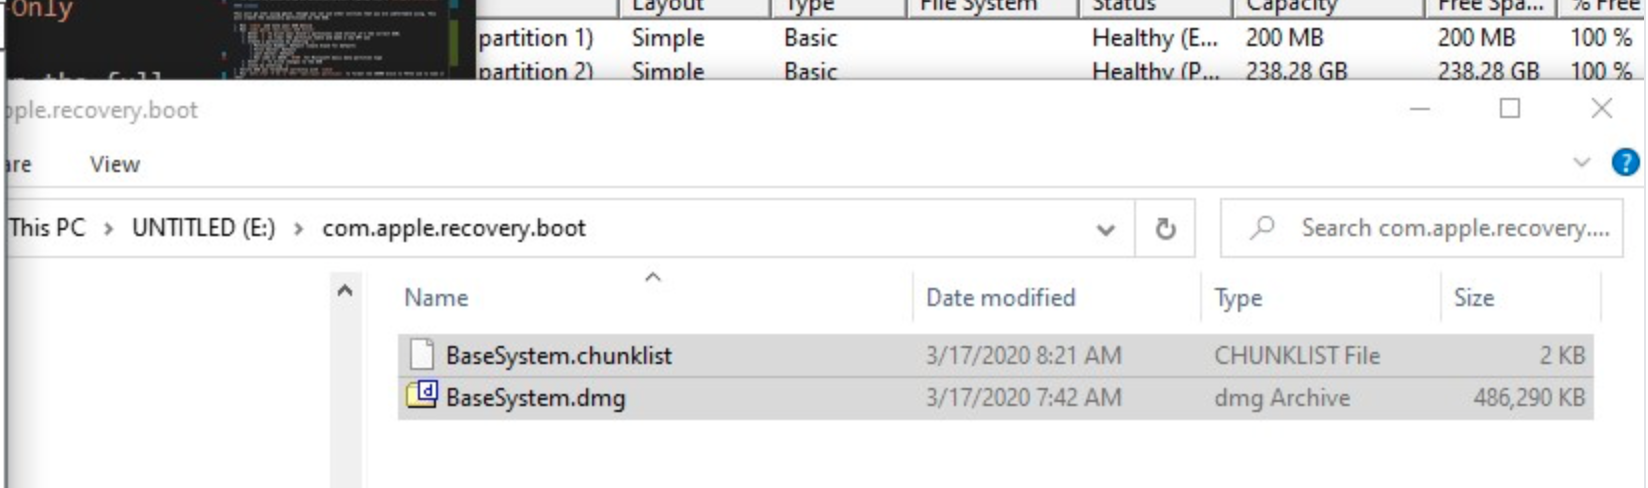 Only
Layout Type File System Status Capacity Free Spa... % Free
partition 1) Simple Basic Healthy (E... 200 MB 200 MB 100 %
partition 2) Simple Basic Healthy (P... 238.28 GB 238.28 GB 100 %
the full
pple.recovery.boot
are View
This PC > UNTITLED (E:) > com.apple.recovery.boot Search com.apple.recovery....
Name Date modified Type Size
BaseSystem.chunklist 3/17/2020 8:21 AM CHUNKLIST File 2 KB
BaseSystem.dmg 3/17/2020 7:42 AM dmg Archive 486,290 KB